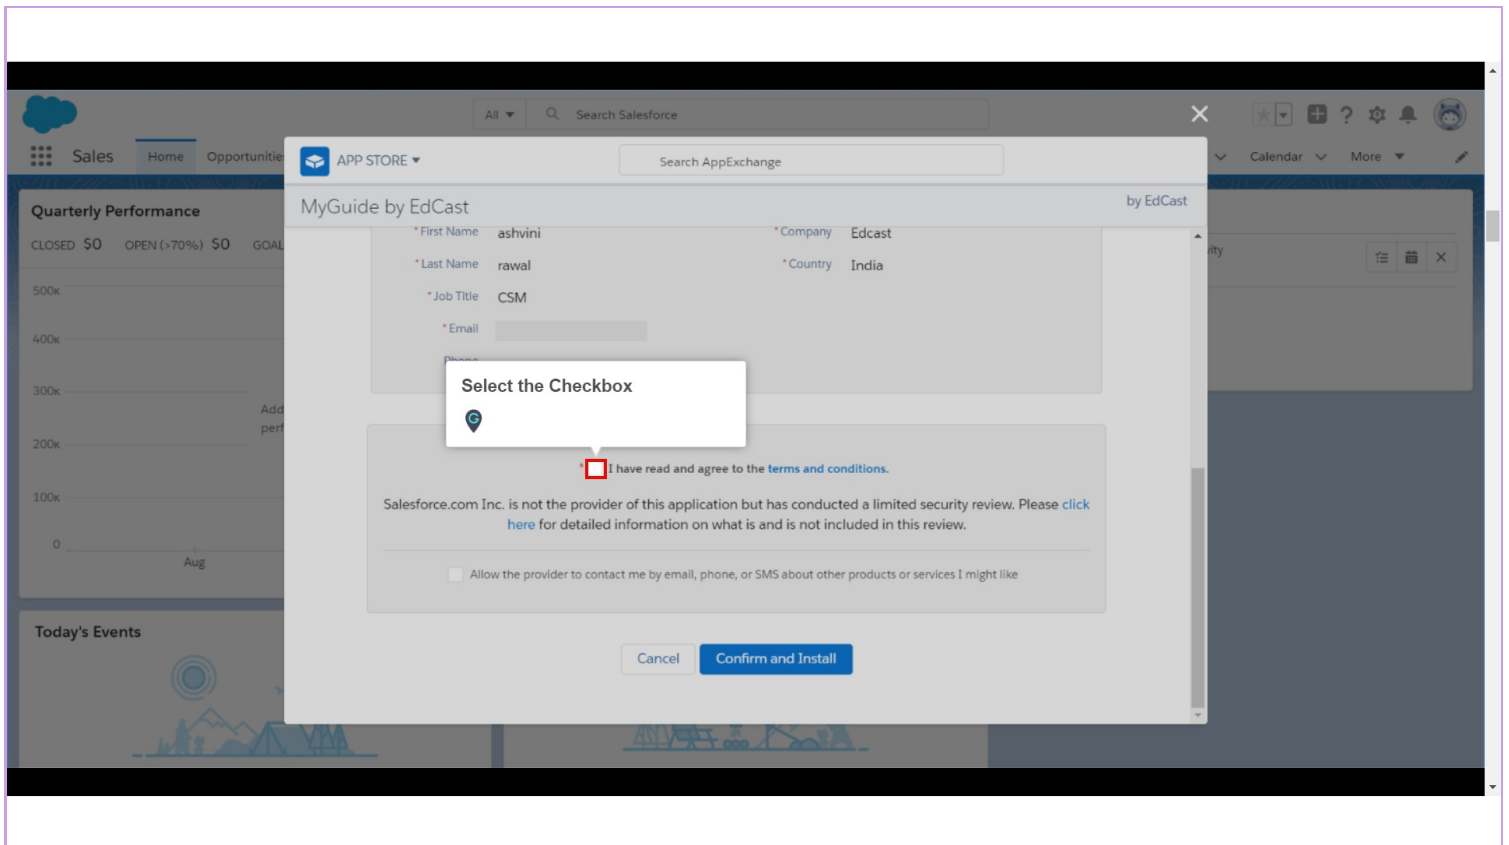 All
Search Salesforce
Sales
Home
Opportunitie
Calendar
More
APP STORE
Search AppExchange
MyGuide by EdCast
by EdCast
Quarterly Performance
CLOSED $0 OPEN (>70%) $0 GOAL
500K
400K
300K
200K
100K
0
Aug
Add
perf
vity
*First Name ashvini
*Company Edcast
*Last Name rawal
*Country India
*Job Title CSM
*Email
Phone
Select the Checkbox
G
* I have read and agree to the terms and conditions.
Salesforce.com Inc. is not the provider of this application but has conducted a limited security review. Please click
here for detailed information on what is and is not included in this review.
Allow the provider to contact me by email, phone, or SMS about other products or services I might like
Today's Events
Cancel
Confirm and Install